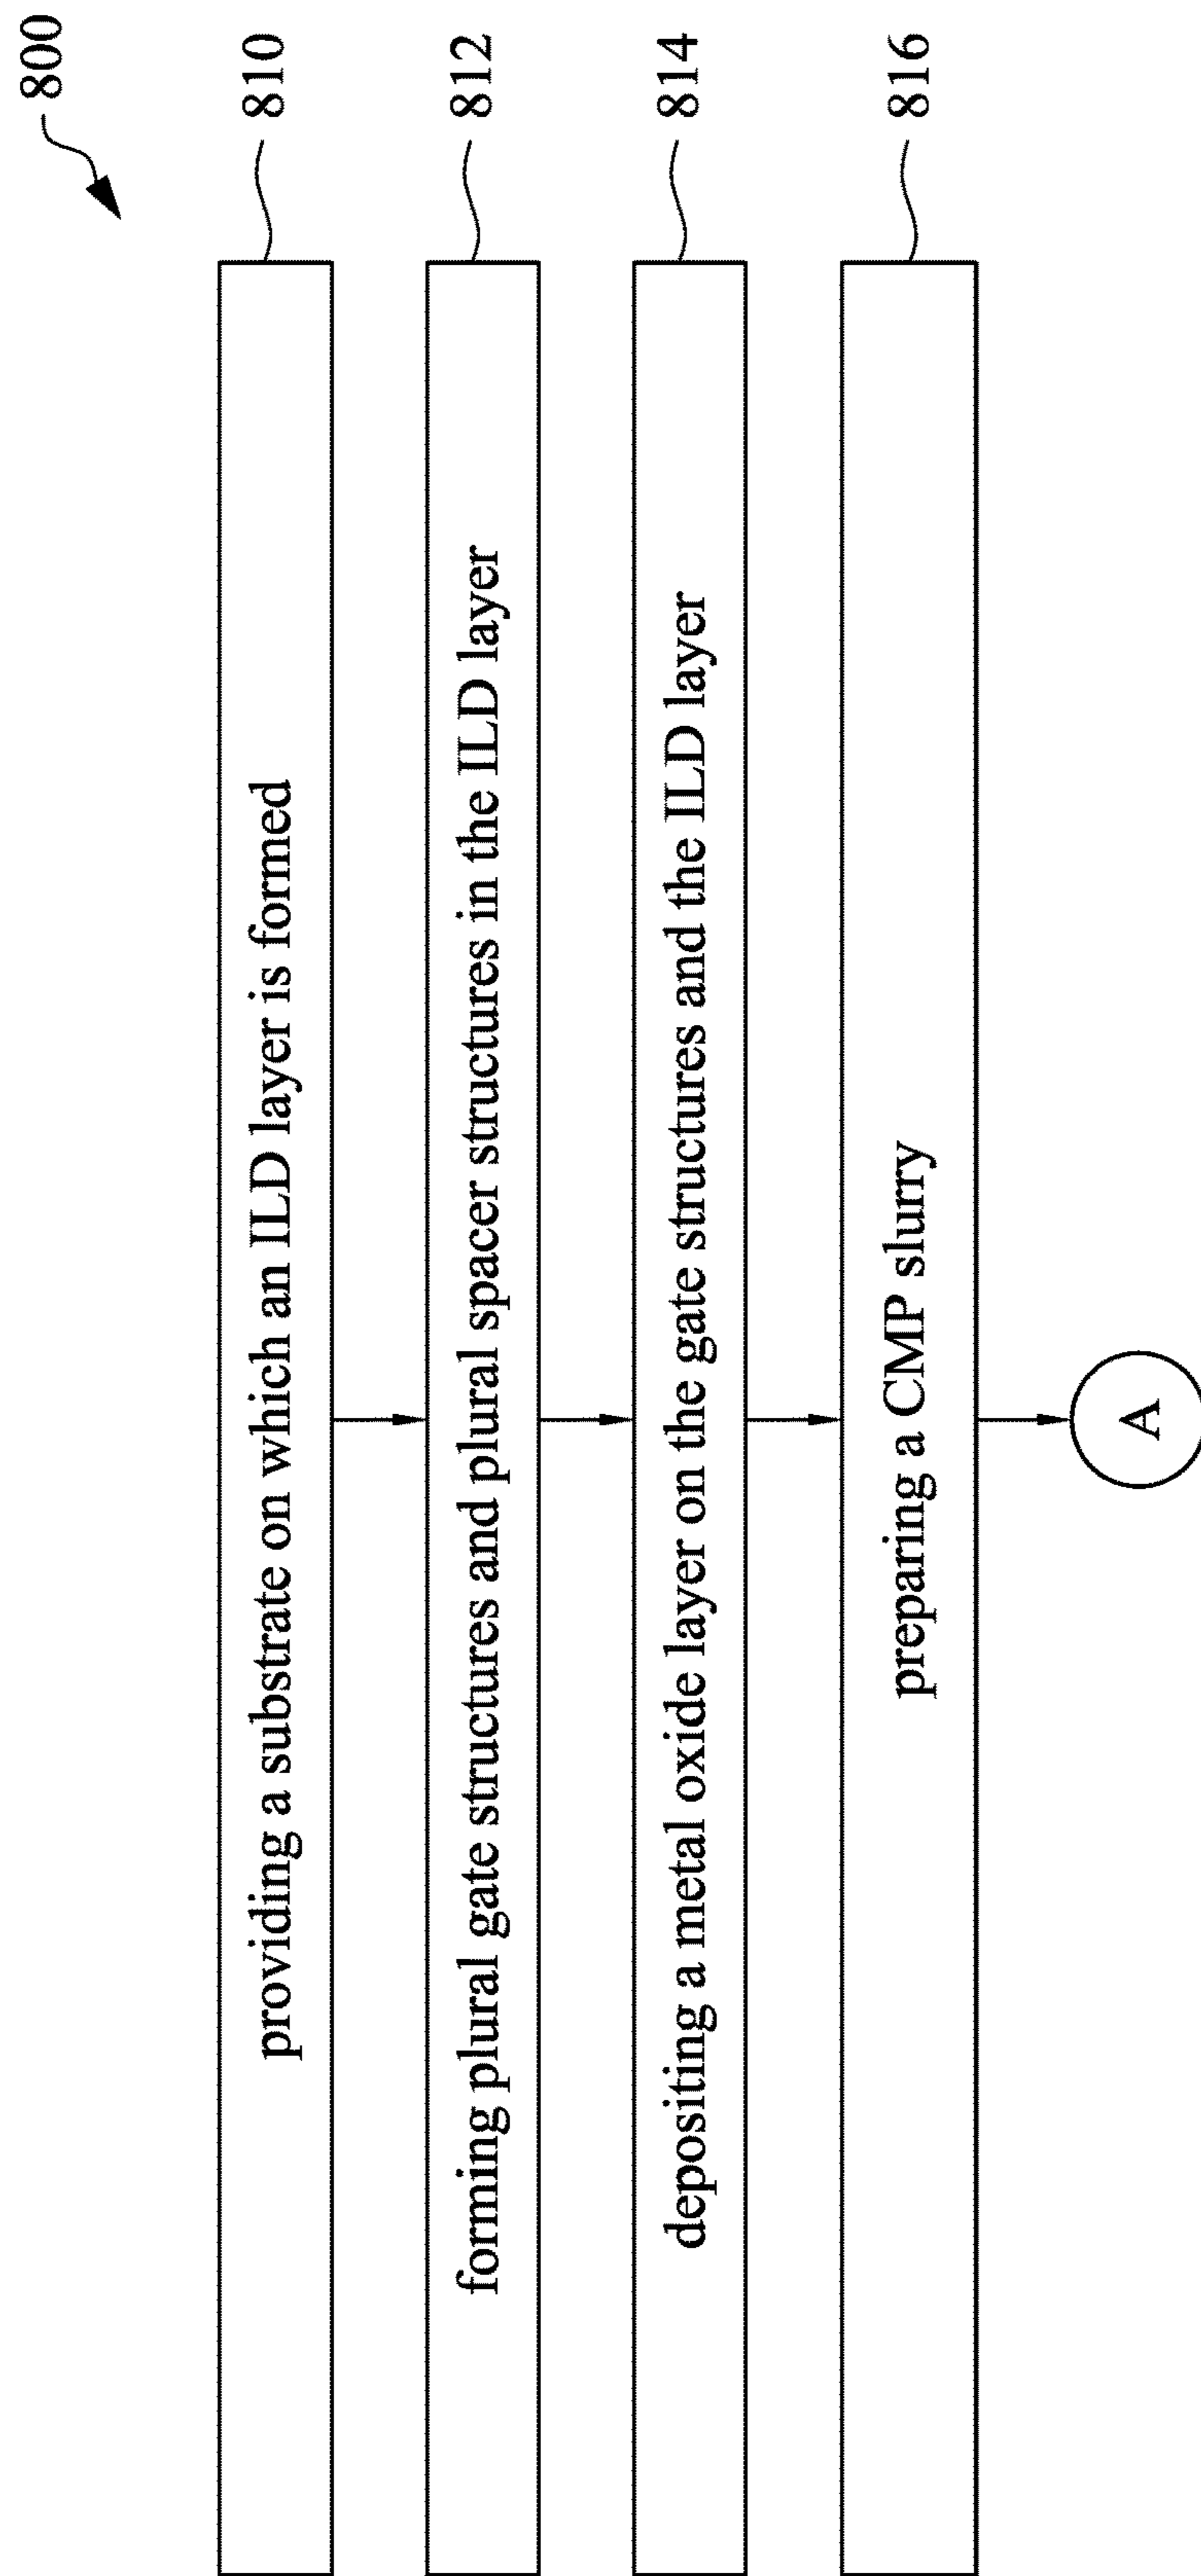 800
providing a substrate on which an ILD layer is formed
810
forming plural gate structures and plural spacer structures in the ILD layer
812
depositing a metal oxide layer on the gate structures and the ILD layer
814
preparing a CMP slurry
816
A